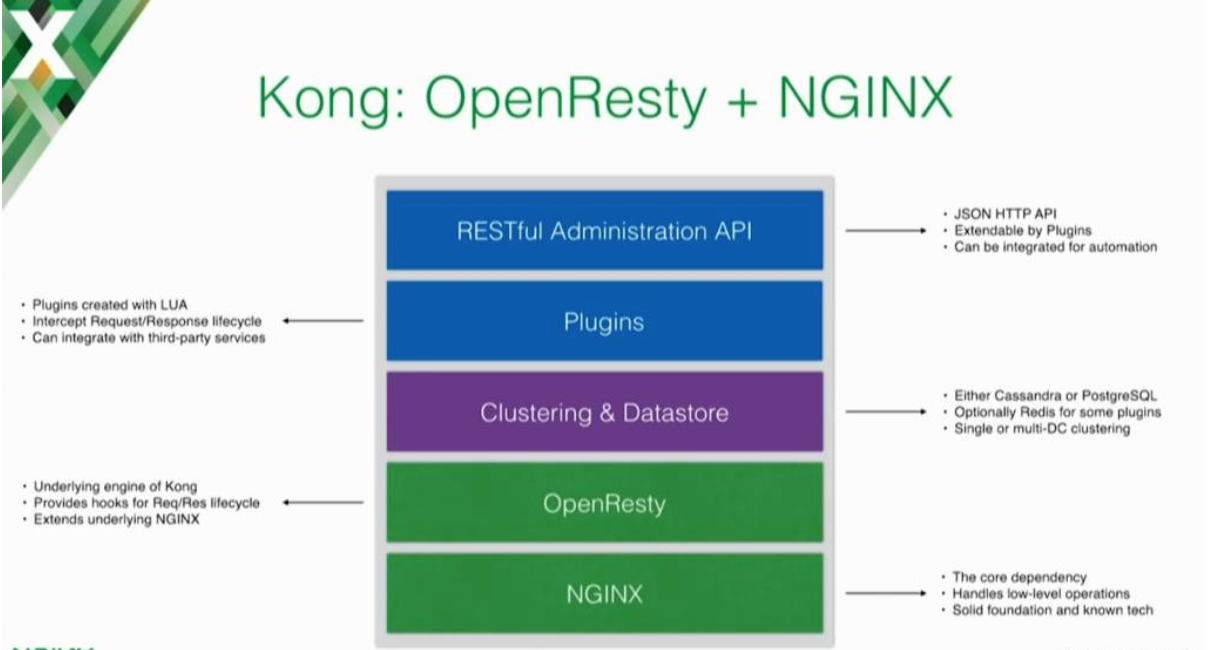 Kong: OpenResty + NGINX
RESTful Administration API
• JSON HTTP API
• Extendable by Plugins
• Can be integrated for automation
• Plugins created with LUA
• Intercept Request/Response lifecycle
• Can integrate with third-party services
Plugins
Clustering & Datastore
• Either Cassandra or PostgreSQL
• Optionally Redis for some plugins
• Single or multi-DC clustering
• Underlying engine of Kong
• Provides hooks for Req/Res lifecycle
• Extends underlying NGINX
OpenResty
NGINX
• The core dependency
• Handles low-level operations
• Solid foundation and known tech